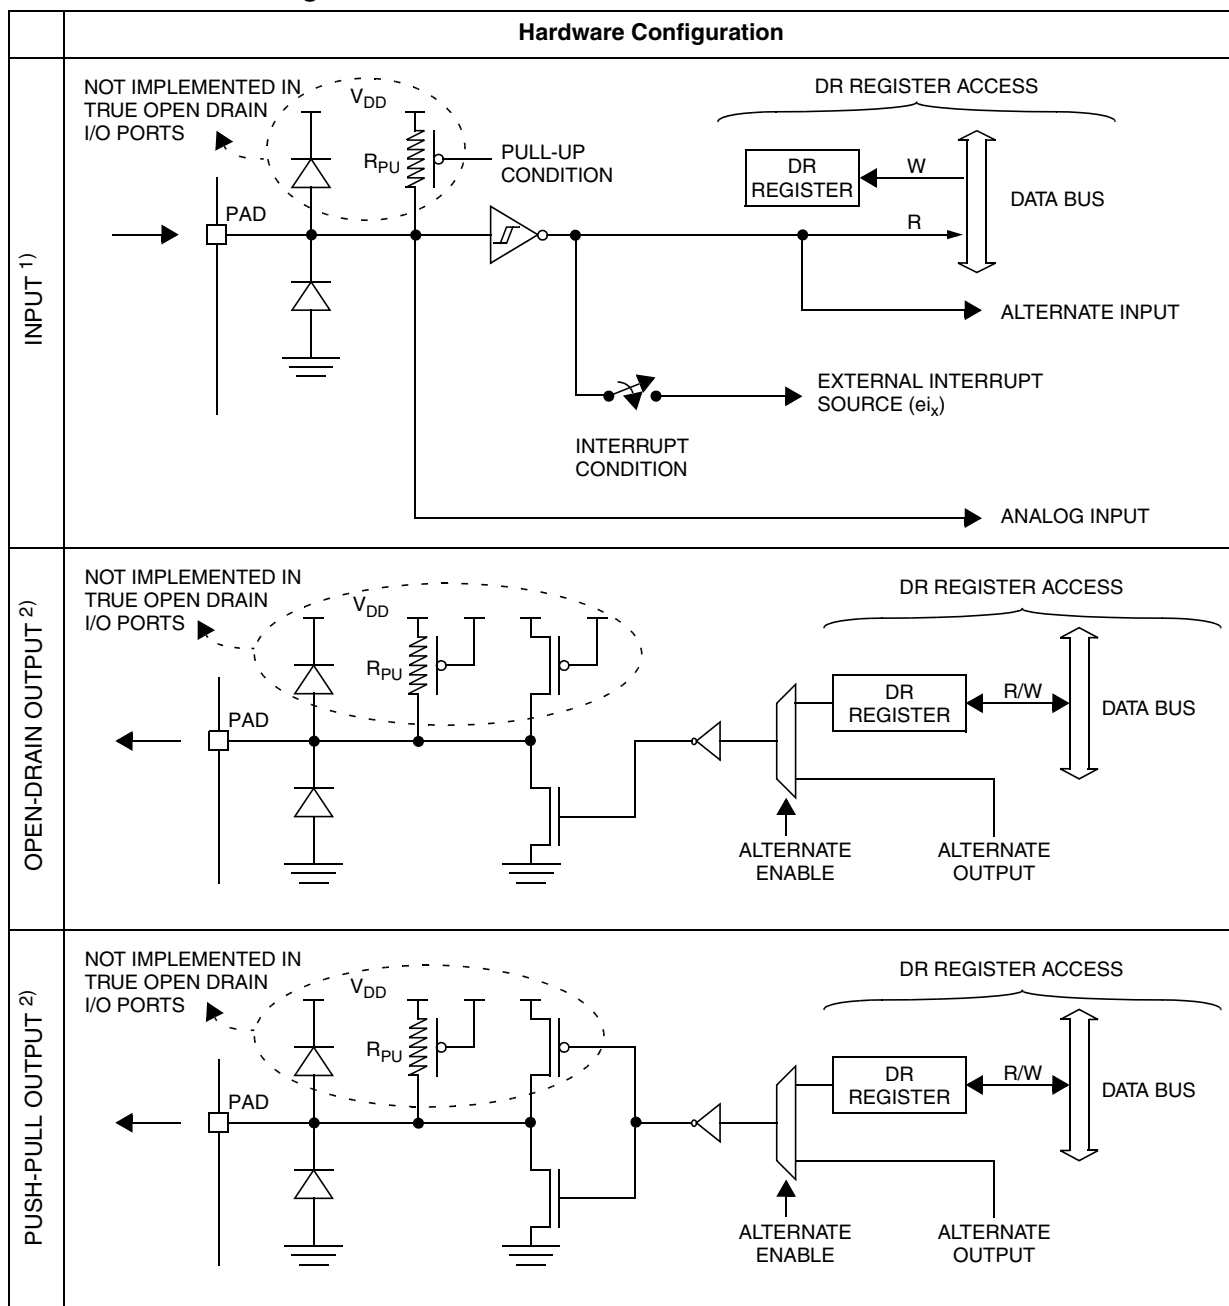 Hardware Configuration
INPUT 1)
NOT IMPLEMENTED IN
TRUE OPEN DRAIN
I/O PORTS
VDD
RPU
PULL-UP
CONDITION
PAD
DR REGISTER ACCESS
DR
REGISTER
W
R
DATA BUS
ALTERNATE INPUT
EXTERNAL INTERRUPT
SOURCE (eix)
INTERRUPT
CONDITION
ANALOG INPUT
OPEN-DRAIN OUTPUT 2)
NOT IMPLEMENTED IN
TRUE OPEN DRAIN
I/O PORTS
VDD
RPU
PAD
DR REGISTER ACCESS
DR
REGISTER
R/W
DATA BUS
ALTERNATE
ENABLE
ALTERNATE
OUTPUT
PUSH-PULL OUTPUT 2)
NOT IMPLEMENTED IN
TRUE OPEN DRAIN
I/O PORTS
VDD
RPU
PAD
DR REGISTER ACCESS
DR
REGISTER
R/W
DATA BUS
ALTERNATE
ENABLE
ALTERNATE
OUTPUT